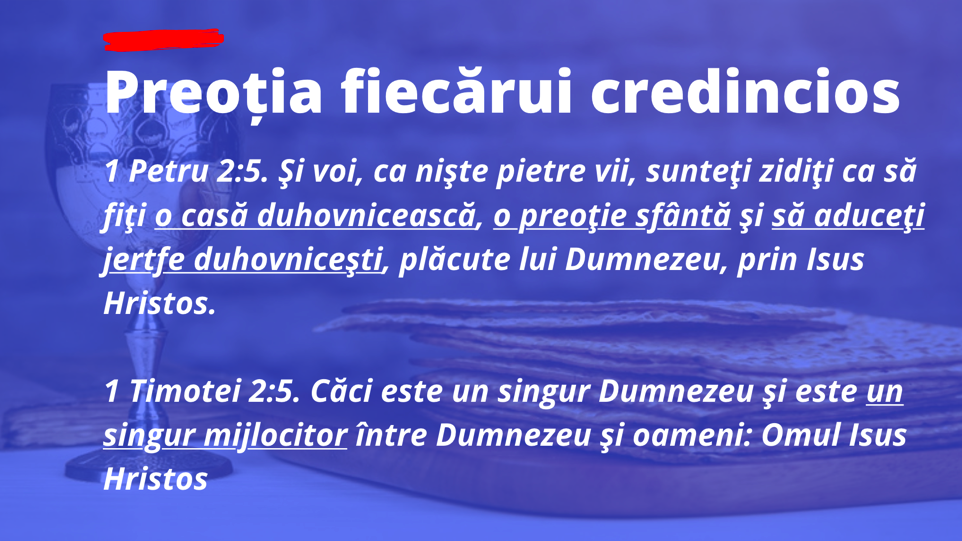 Preoția fiecărui credincios
1 Petru 2:5. Şi voi, ca nişte pietre vii, sunteţi zidiţi ca să
fiţi o casă duhovnicească, o preoţie sfântă şi să aduceţi
jertfe duhovniceşti, plăcute lui Dumnezeu, prin Isus
Hristos.
1 Timotei 2:5. Căci este un singur Dumnezeu şi este un
singur mijlocitor între Dumnezeu şi oameni: Omul Isus
Hristos